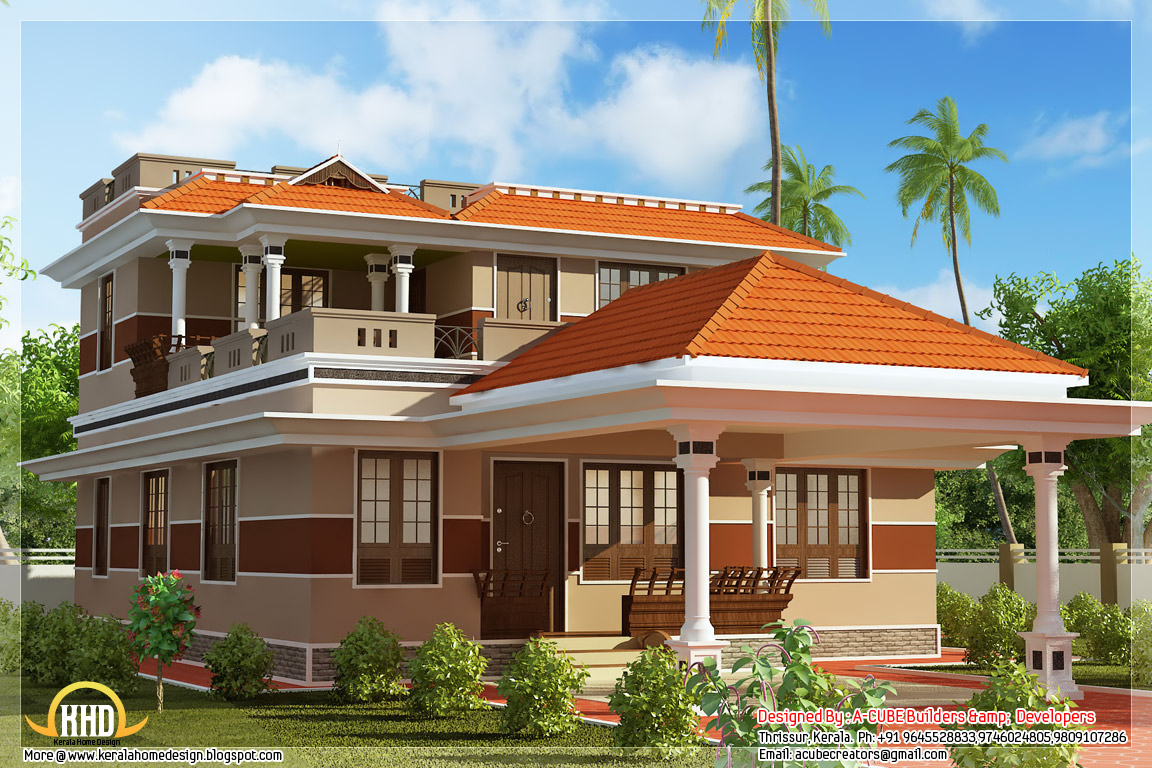 KHD
Kerala Home Design
More @ www.keralahomedesign.blogspot.com
Designed By : A-CUBE Builders &amp; Developers
Thrissur, Kerala. Ph: +91 9645528833,9746024805,9809107286
Email: acubecreators@gmail.com